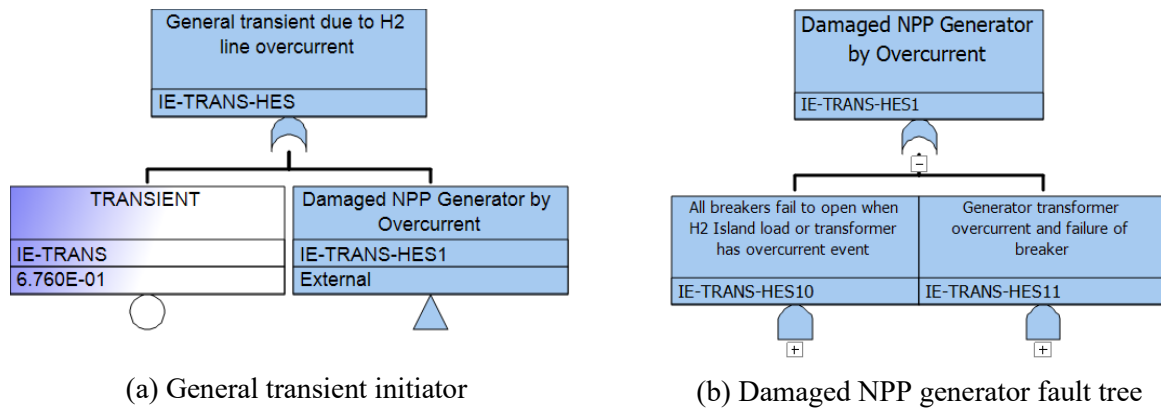 General transient due to H2
line overcurrent
IE-TRANS-HES
TRANSIENT
IE-TRANS
6.760E-01
Damaged NPP Generator by
Overcurrent
IE-TRANS-HES1
External
(a) General transient initiator
Damaged NPP Generator
by Overcurrent
IE-TRANS-HES1
All breakers fail to open when
H2 Island load or transformer
has overcurrent event
IE-TRANS-HES10
Generator transformer
overcurrent and failure of
breaker
IE-TRANS-HES11
(b) Damaged NPP generator fault tree